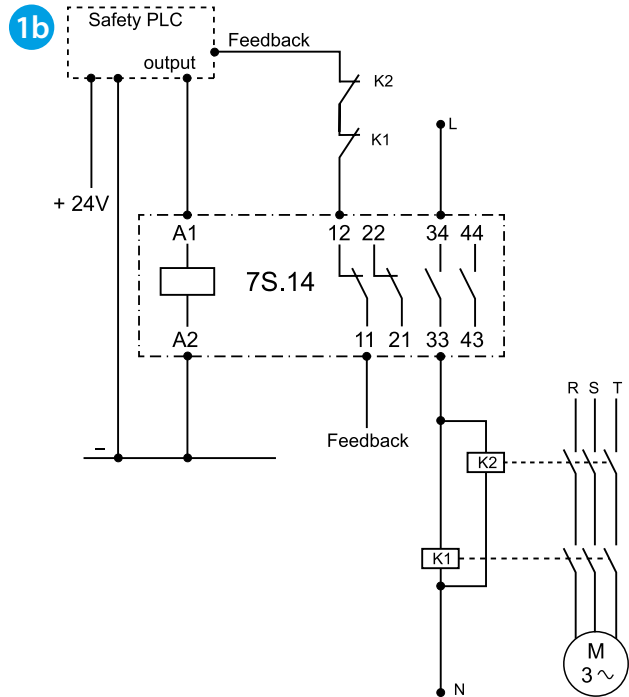 1b
Safety PLC
output
Feedback
K2
K1
L
+ 24V
A1
12 22
34 44
7S.14
A2
11 21
33 43
Feedback
–
R S T
K2
K1
M
3 ~
N